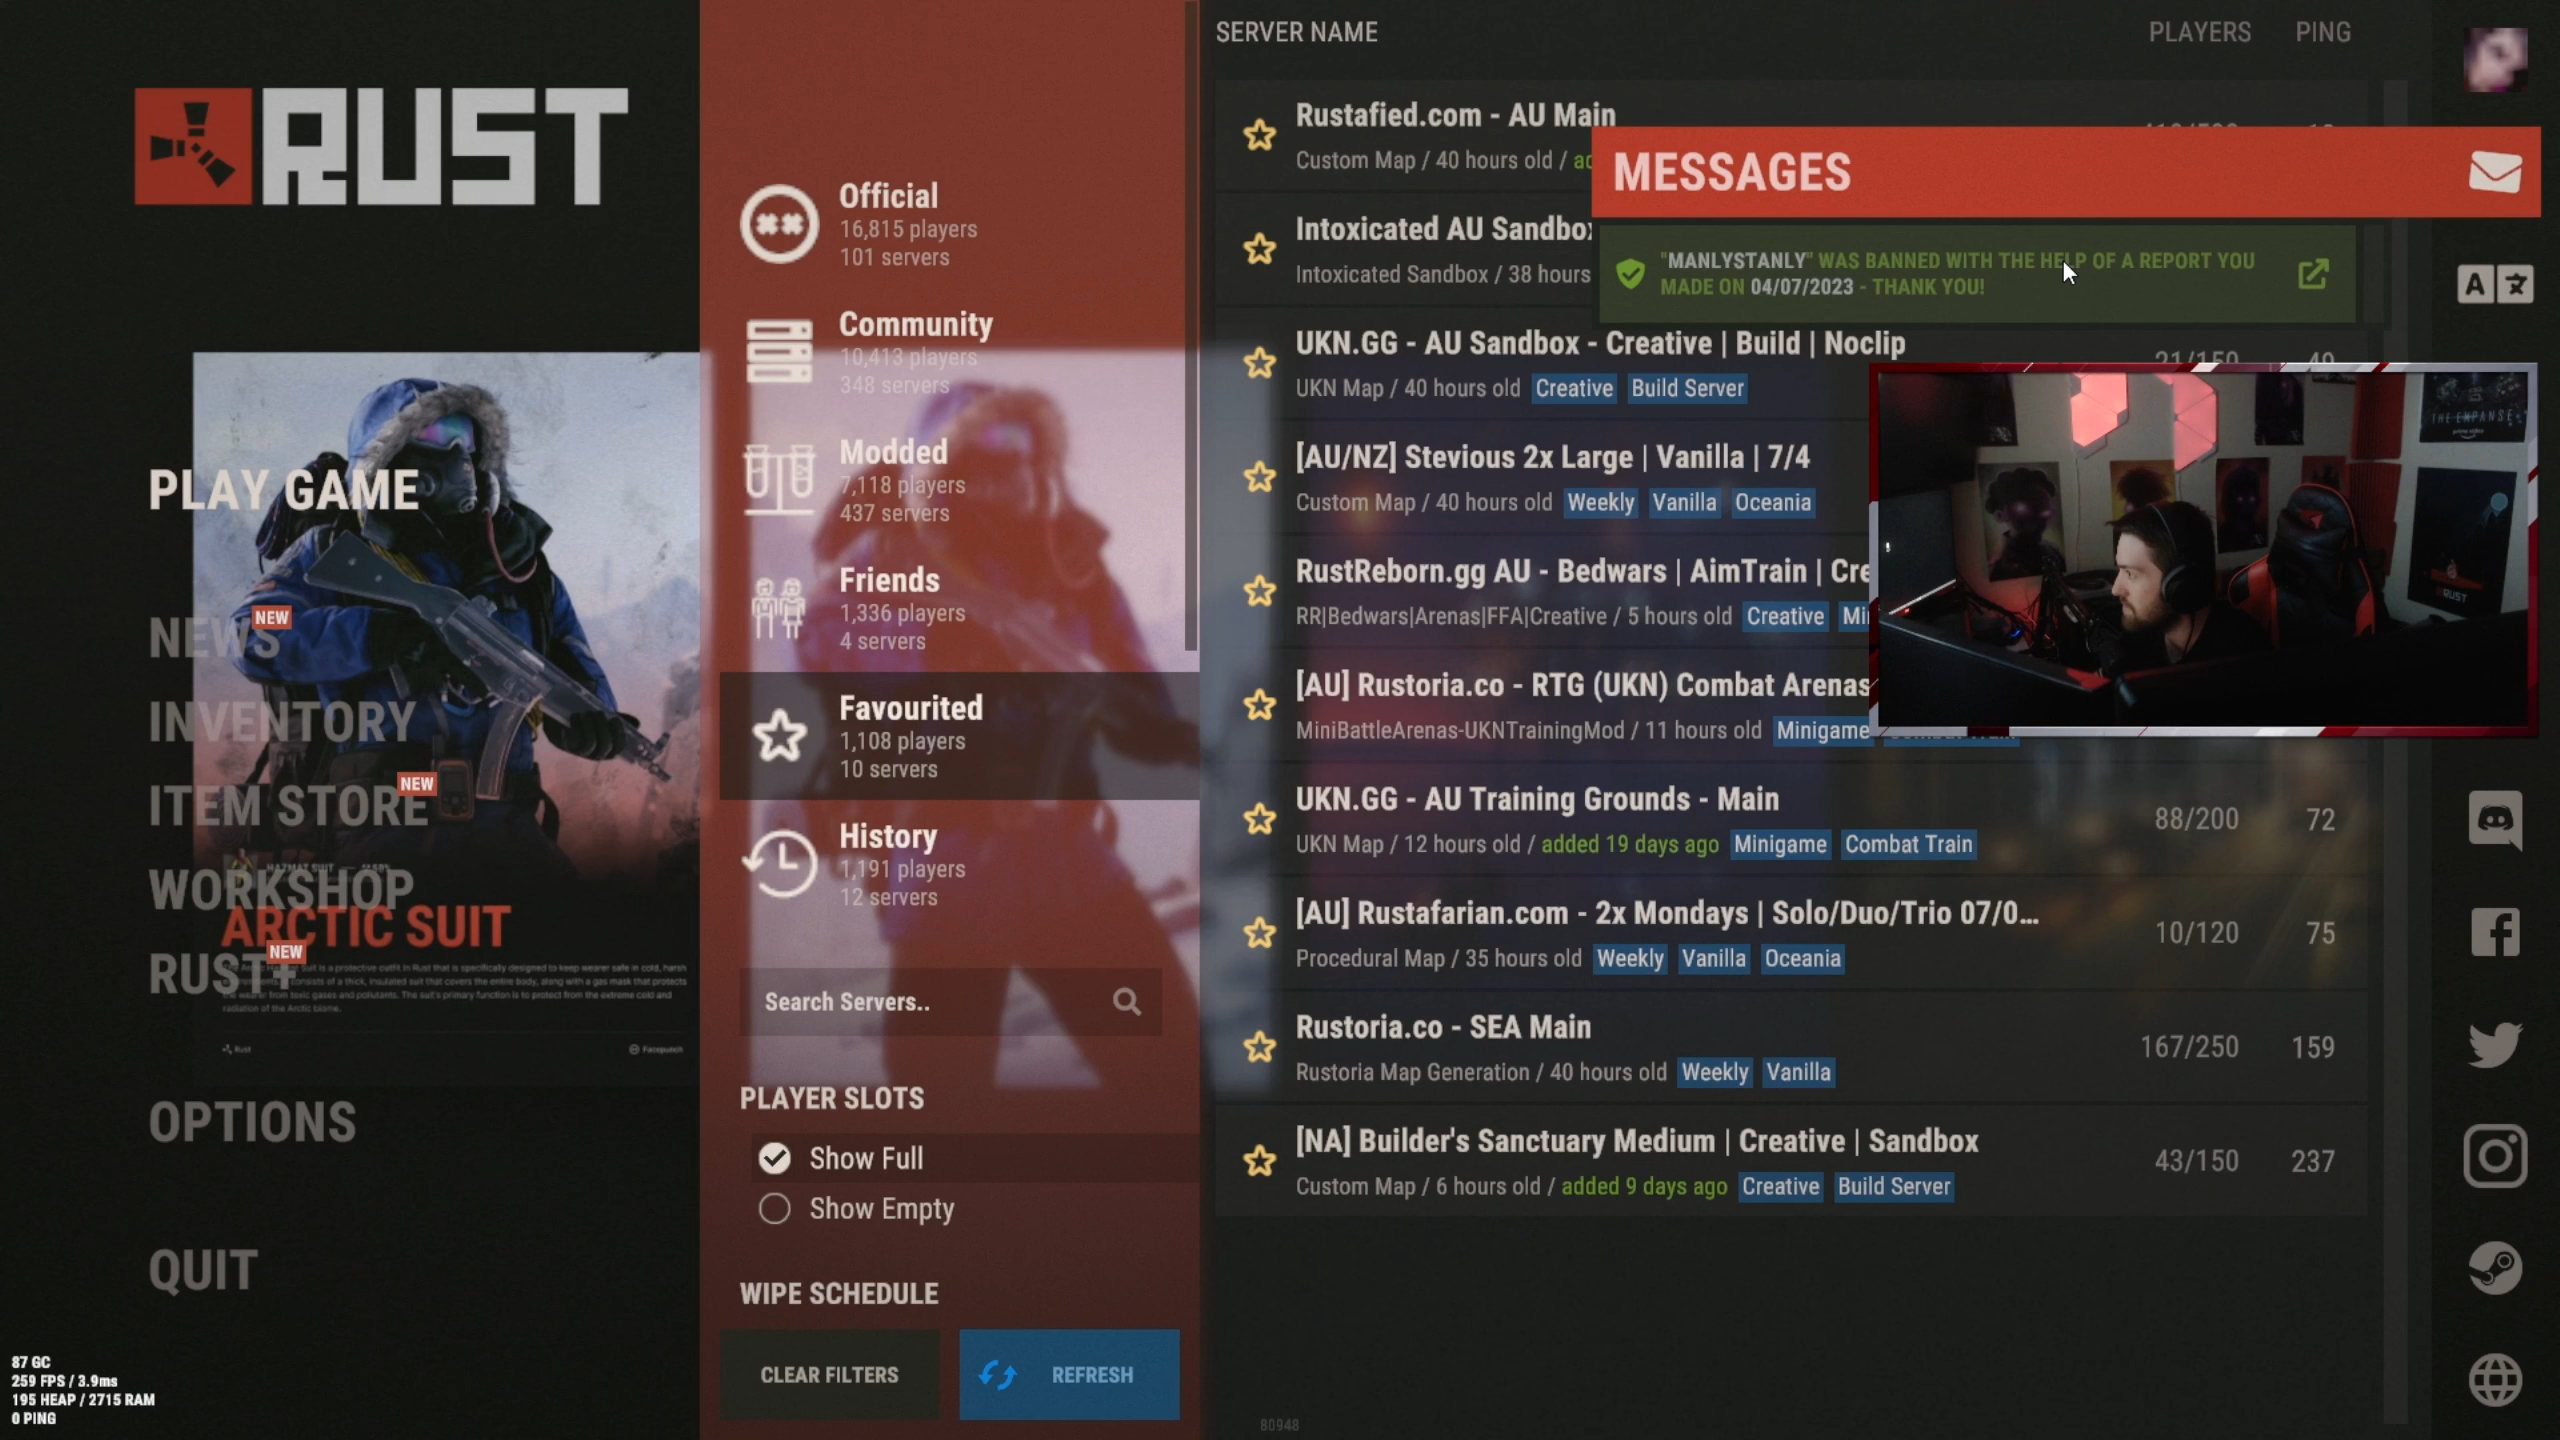 RUST
PLAY GAME
NEWS
NEW
INVENTORY
ITEM STORE
NEW
WORKSHOP
ARCTIC SUIT
RUST+
NEW
Rust
Facepunch
OPTIONS
QUIT
87 GC
259 FPS / 3.9ms
195 HEAP / 2715 RAM
0 PING
Official
16,815 players
101 servers
Community
10,413 players
348 servers
Modded
7,118 players
437 servers
Friends
1,336 players
4 servers
Favourited
1,108 players
10 servers
History
1,191 players
12 servers
Search Servers..
PLAYER SLOTS
Show Full
Show Empty
WIPE SCHEDULE
CLEAR FILTERS
REFRESH
SERVER NAME PLAYERS PING
Rustafied.com - AU Main
Custom Map / 40 hours old /
MESSAGES
"MANLYSTANLY" WAS BANNED WITH THE HELP OF A REPORT YOU
MADE ON 04/07/2023 - THANK YOU!
Intoxicated AU Sandbox
Intoxicated Sandbox / 38 hours
UKN.GG - AU Sandbox - Creative | Build | Noclip 21/150 49
UKN Map / 40 hours old Creative Build Server
[AU/NZ] Stevious 2x Large | Vanilla | 7/4
Custom Map / 40 hours old Weekly Vanilla Oceania
RustReborn.gg AU - Bedwars | AimTrain | Cre
RR|Bedwars|Arenas|FFA|Creative / 5 hours old Creative Mi
[AU] Rustoria.co - RTG (UKN) Combat Arenas
MiniBattleArenas-UKNTrainingMod / 11 hours old Minigame
THE EXPANSE
prime video
RUST
UKN.GG - AU Training Grounds - Main 88/200 72
UKN Map / 12 hours old / added 19 days ago Minigame Combat Train
[AU] Rustafarian.com - 2x Mondays | Solo/Duo/Trio 07/0... 10/120 75
Procedural Map / 35 hours old Weekly Vanilla Oceania
Rustoria.co - SEA Main 167/250 159
Rustoria Map Generation / 40 hours old Weekly Vanilla
[NA] Builder's Sanctuary Medium | Creative | Sandbox 43/150 237
Custom Map / 6 hours old / added 9 days ago Creative Build Server
80948